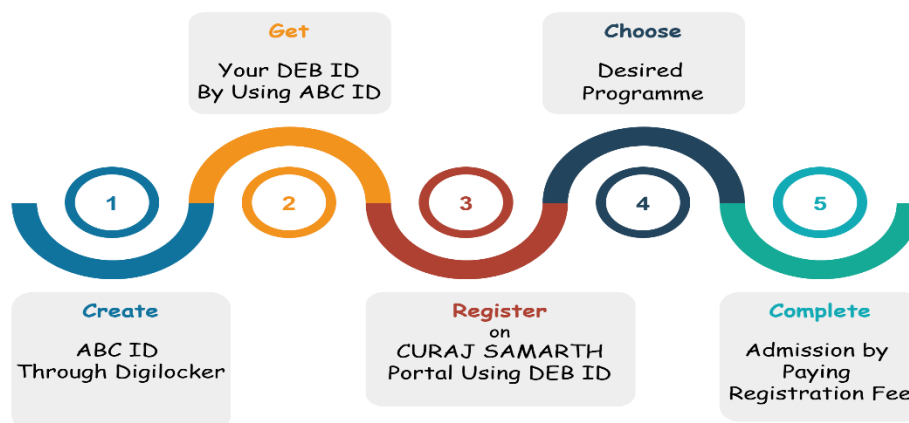 1
Create
ABC ID
Through Digilocker
2
Get
Your DEB ID
By Using ABC ID
3
Register
on
CURAJ SAMARTH
Portal Using DEB ID
4
Choose
Desired
Programme
5
Complete
Admission by
Paying
Registration Fee